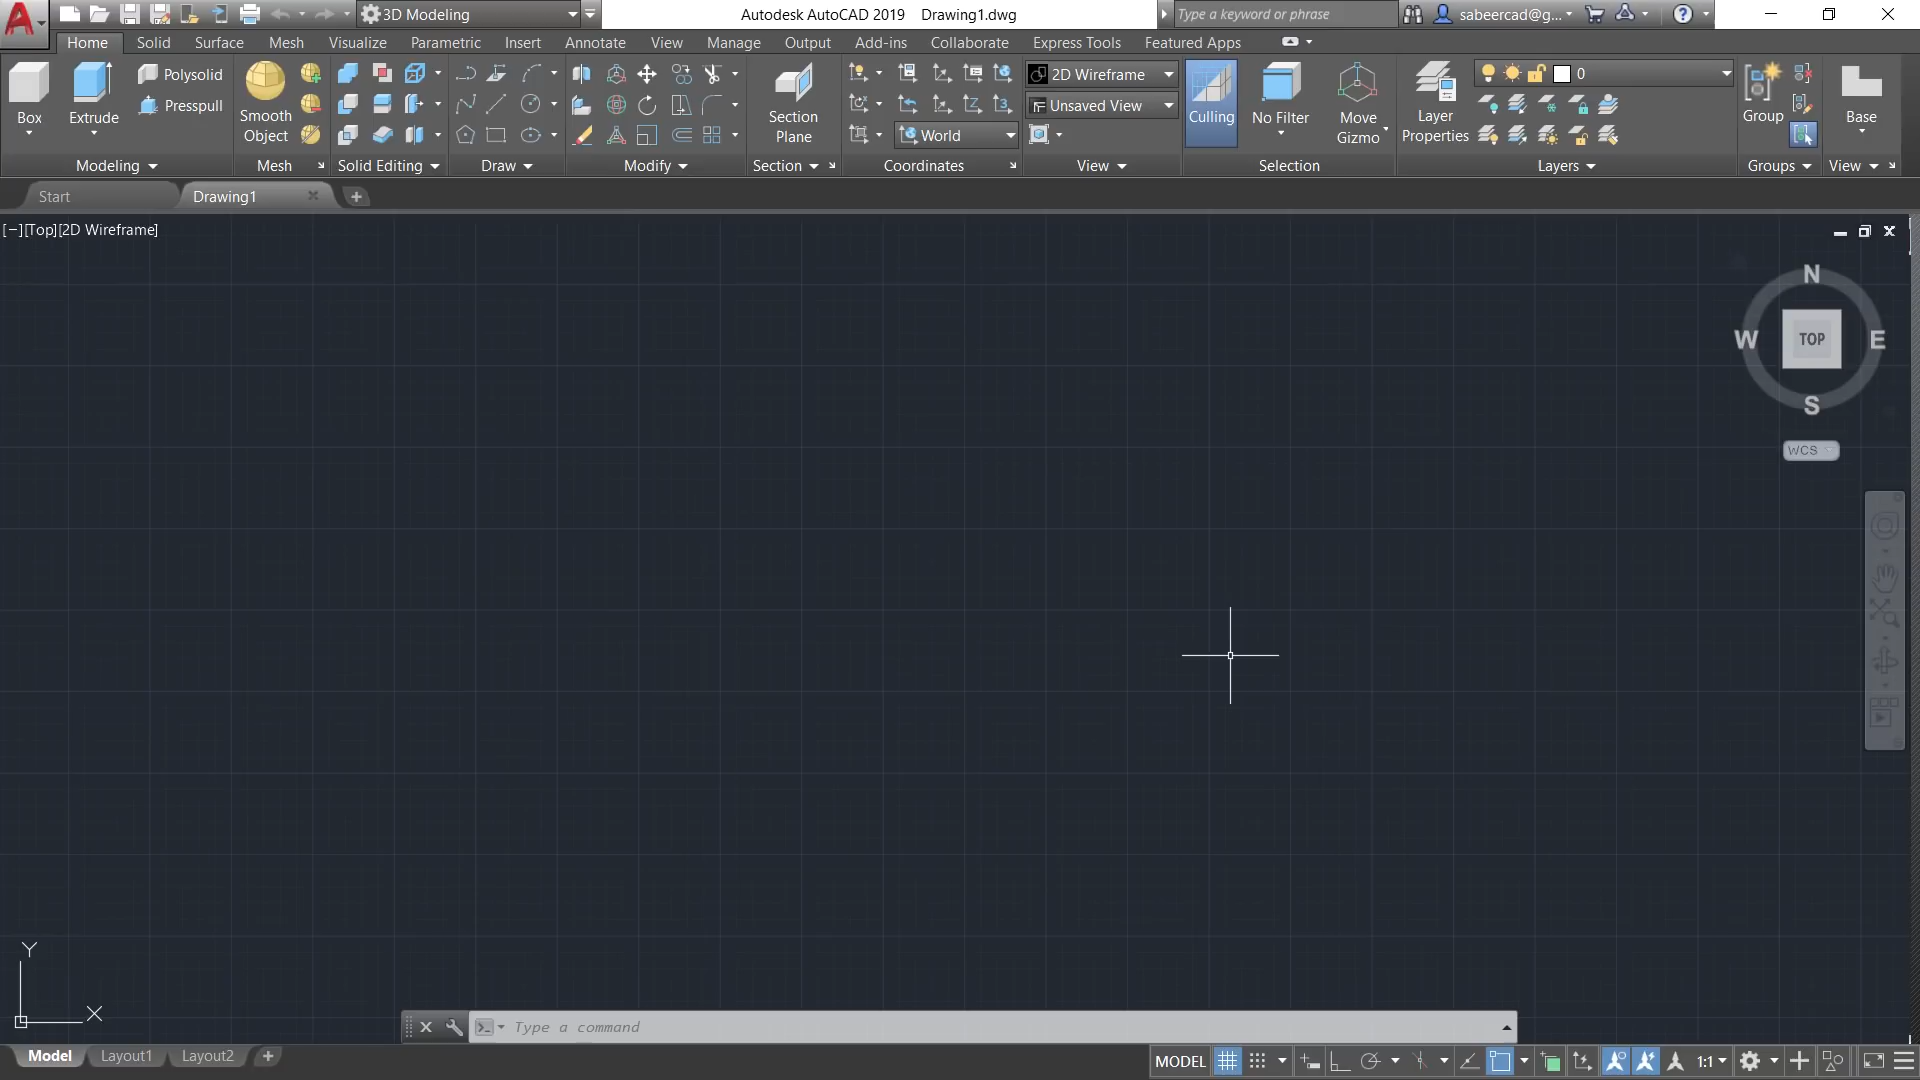 3D Modeling
Autodesk AutoCAD 2019 Drawing1.dwg
Type a keyword or phrase
sabeercad@g...
Home Solid Surface Mesh Visualize Parametric Insert Annotate View Manage Output Add-ins Collaborate Express Tools Featured Apps
Box
Extrude
Polysolid
Presspull
Smooth
Object
Section
Plane
World
2D Wireframe
Unsaved View
Culling
No Filter
Move
Gizmo
Layer
Properties
0
Group
Base
Modeling Mesh Solid Editing Draw Modify Section Coordinates View Selection Layers Groups View
Start Drawing1
[−][Top][2D Wireframe]
N
W TOP E
S
WCS
Y
X
Type a command
Model Layout1 Layout2
MODEL 1:1